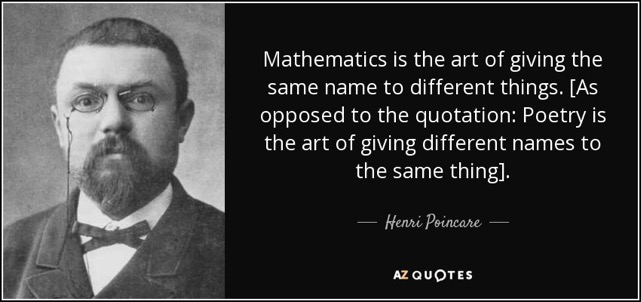 Mathematics is the art of giving the
same name to different things. [As
opposed to the quotation: Poetry is
the art of giving different names to
the same thing].
Henri Poincare
AZ QUOTES